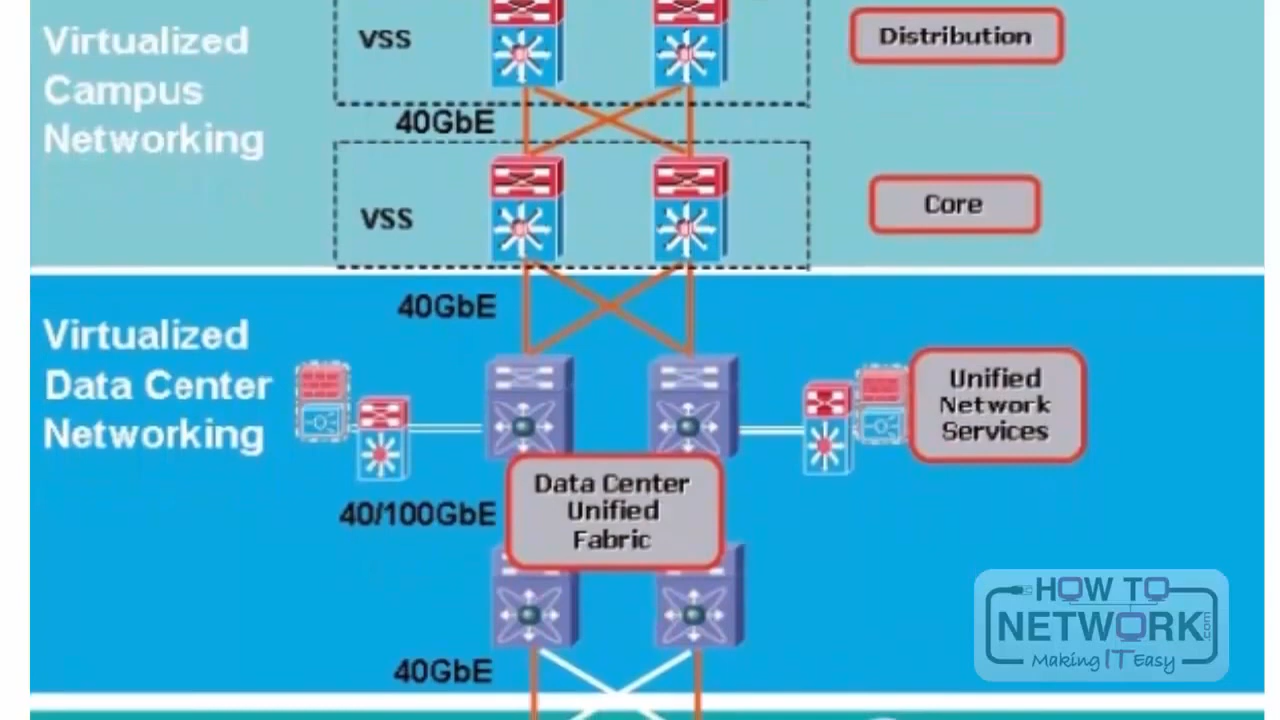 Virtualized
Campus
Networking
VSS
Distribution
40GbE
VSS
Core
40GbE
Virtualized
Data Center
Networking
Unified
Network
Services
40/100GbE
Data Center
Unified
Fabric
40GbE
HOW TO
NETWORK.com
Making IT Easy